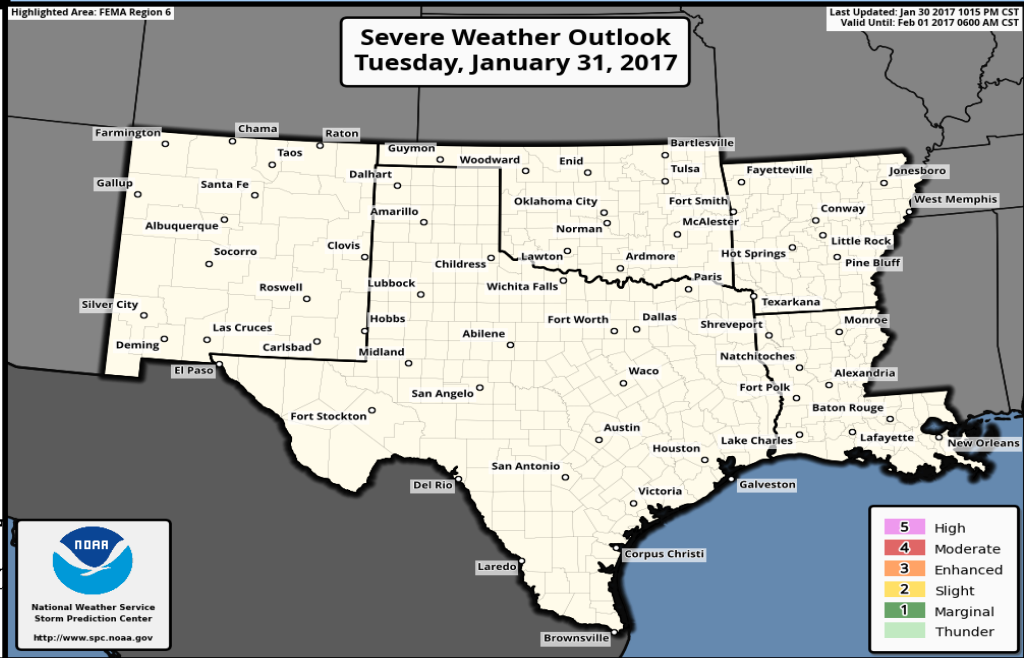 Highlighted Area: FEMA Region 6
Last Updated: Jan 30 2017 1015 PM CST
Valid Until: Feb 01 2017 0600 AM CST
Severe Weather Outlook
Tuesday, January 31, 2017
Farmington
Chama
Raton
Guymon
Bartlesville
Taos
Woodward
Enid
Dalhart
Tulsa
Fayetteville
Jonesboro
Gallup
Santa Fe
Oklahoma City
Fort Smith
West Memphis
Amarillo
McAlester
Conway
Albuquerque
Norman
Little Rock
Socorro
Clovis
Childress
Lawton
Ardmore
Hot Springs
Pine Bluff
Roswell
Lubbock
Wichita Falls
Paris
Texarkana
Silver City
Hobbs
Las Cruces
Abilene
Fort Worth
Dallas
Shreveport
Monroe
Deming
Carlsbad
Midland
Natchitoches
El Paso
San Angelo
Waco
Fort Polk
Alexandria
Fort Stockton
Austin
Baton Rouge
Houston
Lake Charles
Lafayette
New Orleans
San Antonio
Del Rio
Galveston
Victoria
Corpus Christi
Laredo
Brownsville
NOAA
National Weather Service
Storm Prediction Center
http://www.spc.noaa.gov
5 High
4 Moderate
3 Enhanced
2 Slight
1 Marginal
Thunder